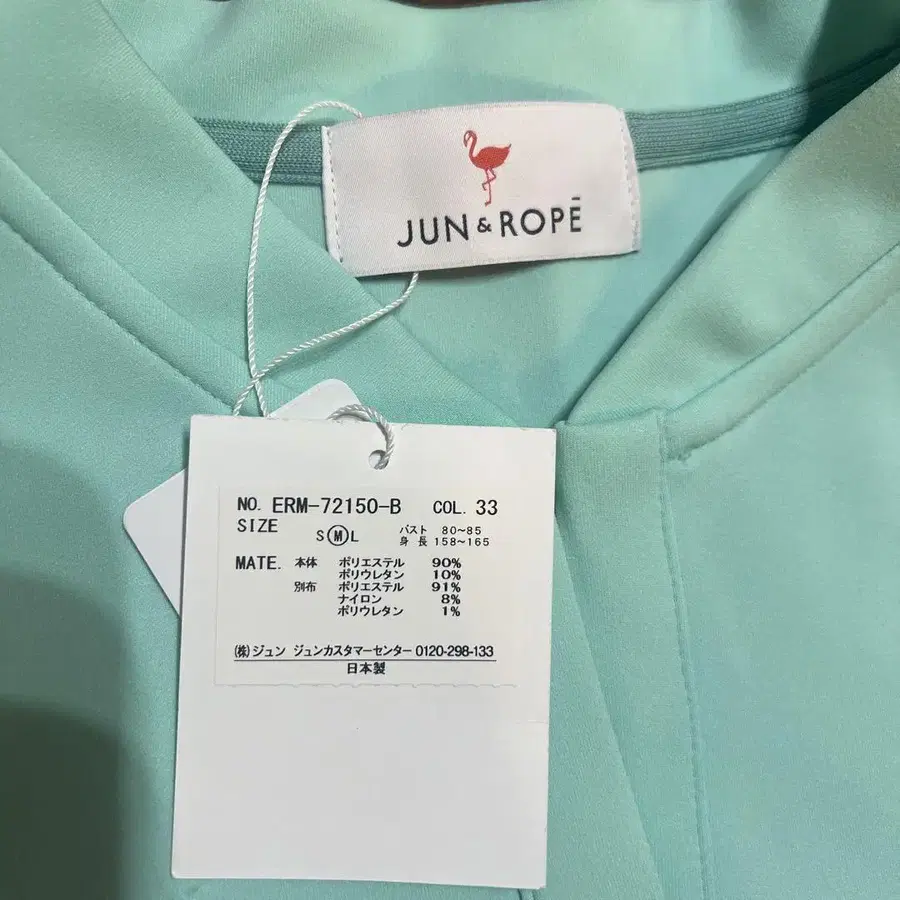 JUN & ROPĒ
NO. ERM-72150-B COL. 33
SIZE S Ⓜ L バスト 80~85
身長 158~165
MATE. 本体 ポリエステル 90%
ポリウレタン 10%
別布 ポリエステル 91%
ナイロン 8%
ポリウレタン 1%
㈱ジュン ジュンカスタマーセンター 0120-298-133
日本製